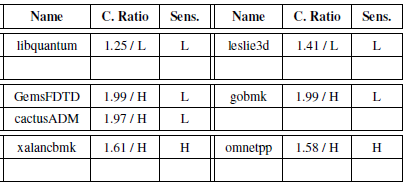 Name C. Ratio Sens. Name C. Ratio Sens.
libquantum 1.25 / L L leslie3d 1.41 / L L
GemsFDTD 1.99 / H L gobmk 1.99 / H L
cactusADM 1.97 / H L
xalancbmk 1.61 / H H omnetpp 1.58 / H H